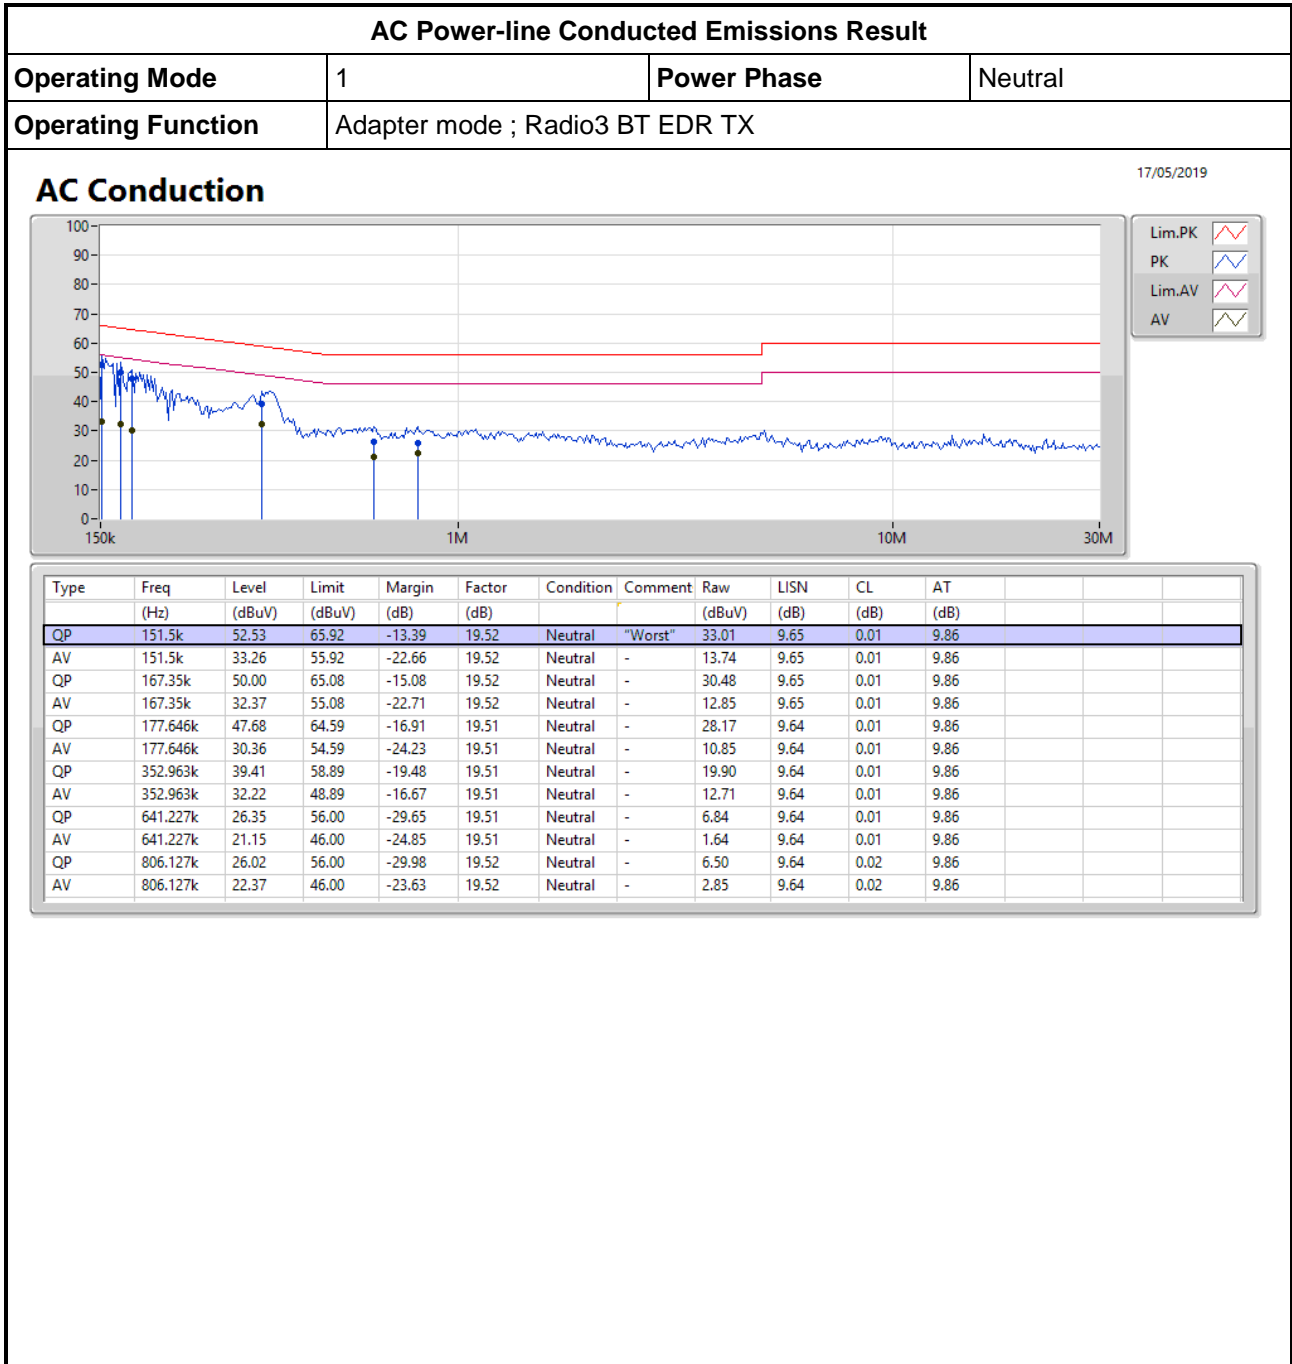 AC Power-line Conducted Emissions Result
Operating Mode 1 Power Phase Neutral
Operating Function Adapter mode ; Radio3 BT EDR TX
17/05/2019
AC Conduction
100
90
80
70
60
50
40
30
20
10
0
150k 1M 10M 30M
Lim.PK
PK
Lim.AV
AV
Type Freq Level Limit Margin Factor Condition Comment Raw LISN CL AT
(Hz) (dBuV) (dBuV) (dB) (dB) (dBuV) (dB) (dB) (dB)
QP 151.5k 52.53 65.92 -13.39 19.52 Neutral "Worst" 33.01 9.65 0.01 9.86
AV 151.5k 33.26 55.92 -22.66 19.52 Neutral - 13.74 9.65 0.01 9.86
QP 167.35k 50.00 65.08 -15.08 19.52 Neutral - 30.48 9.65 0.01 9.86
AV 167.35k 32.37 55.08 -22.71 19.52 Neutral - 12.85 9.65 0.01 9.86
QP 177.646k 47.68 64.59 -16.91 19.51 Neutral - 28.17 9.64 0.01 9.86
AV 177.646k 30.36 54.59 -24.23 19.51 Neutral - 10.85 9.64 0.01 9.86
QP 352.963k 39.41 58.89 -19.48 19.51 Neutral - 19.90 9.64 0.01 9.86
AV 352.963k 32.22 48.89 -16.67 19.51 Neutral - 12.71 9.64 0.01 9.86
QP 641.227k 26.35 56.00 -29.65 19.51 Neutral - 6.84 9.64 0.01 9.86
AV 641.227k 21.15 46.00 -24.85 19.51 Neutral - 1.64 9.64 0.01 9.86
QP 806.127k 26.02 56.00 -29.98 19.52 Neutral - 6.50 9.64 0.02 9.86
AV 806.127k 22.37 46.00 -23.63 19.52 Neutral - 2.85 9.64 0.02 9.86